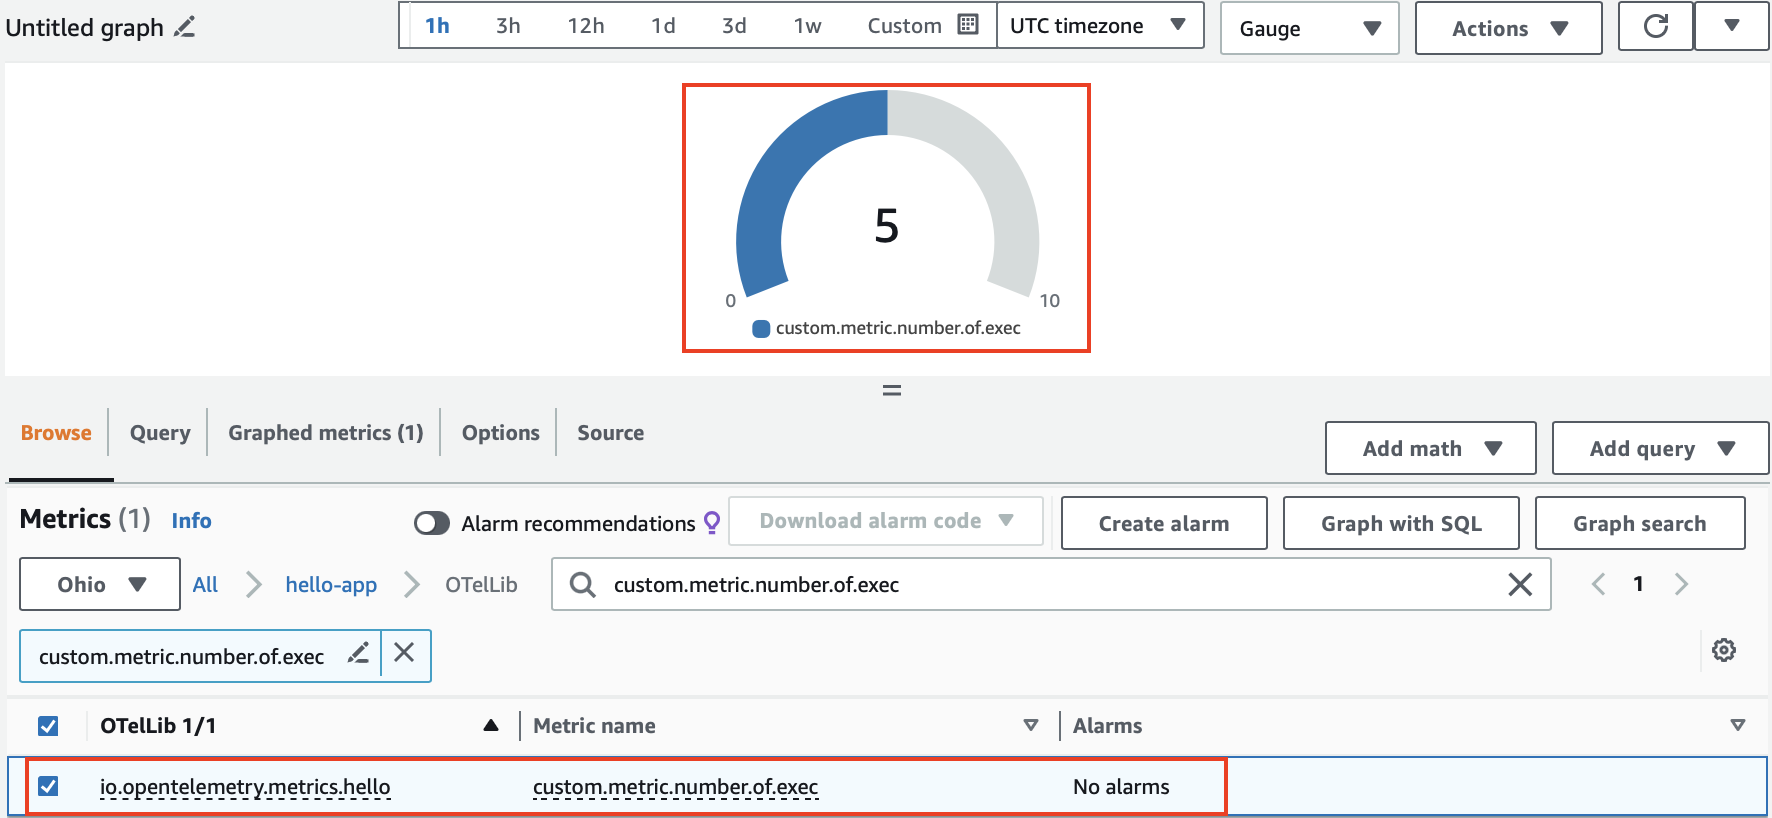 Untitled graph 1h 3h 12h 1d 3d 1w Custom UTC timezone Gauge Actions
5
0 10
custom.metric.number.of.exec
Browse Query Graphed metrics (1) Options Source Add math Add query
Metrics (1) Info Alarm recommendations Download alarm code Create alarm Graph with SQL Graph search
Ohio All hello-app OTelLib custom.metric.number.of.exec 1
custom.metric.number.of.exec
OTelLib 1/1 Metric name Alarms
io.opentelemetry.metrics.hello custom.metric.number.of.exec No alarms